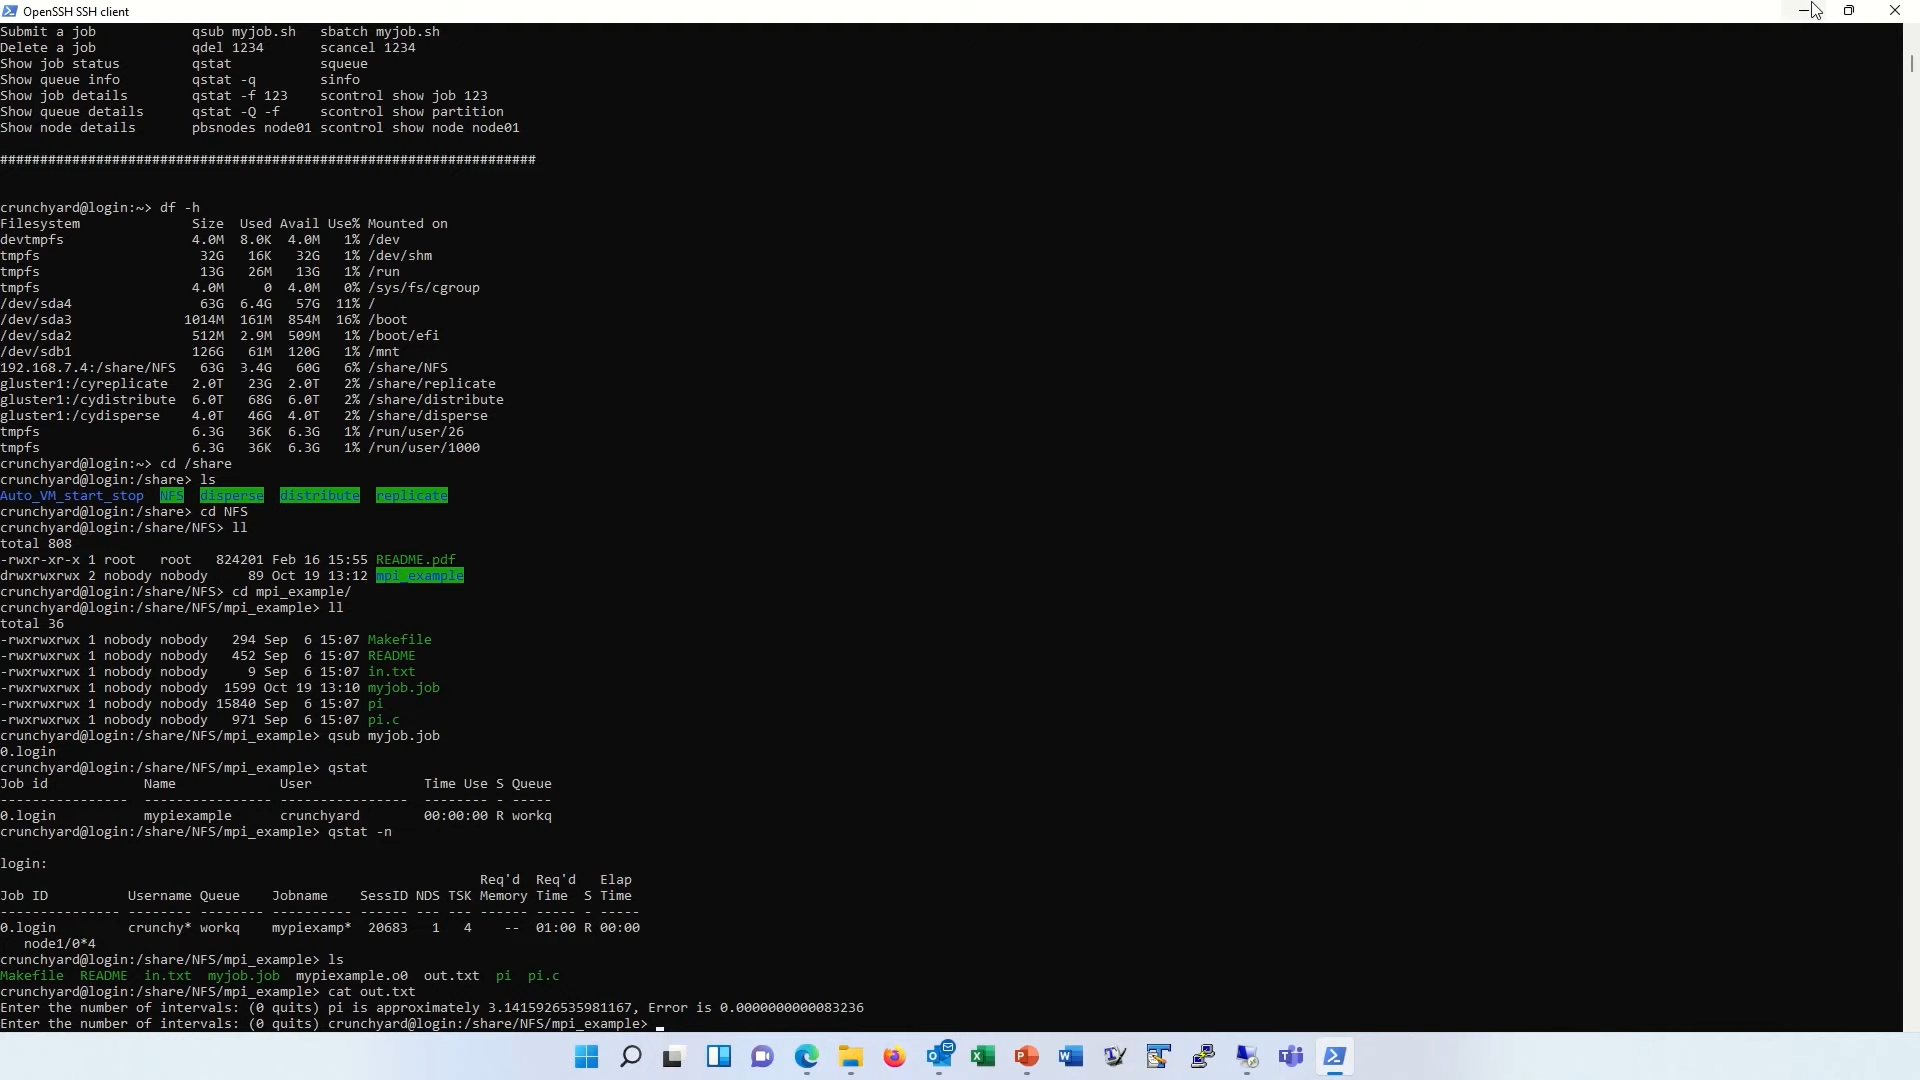 OpenSSH SSH client
Submit a job            qsub myjob.sh   sbatch myjob.sh
Delete a job            qdel 1234       scancel 1234
Show job status         qstat           squeue
Show queue info         qstat -q        sinfo
Show job details        qstat -f 123    scontrol show job 123
Show queue details      qstat -Q -f     scontrol show partition
Show node details       pbsnodes node01 scontrol show node node01
###################################################################
crunchyard@login:~> df -h
Filesystem              Size  Used Avail Use% Mounted on
devtmpfs                4.0M  8.0K  4.0M   1% /dev
tmpfs                    32G   16K   32G   1% /dev/shm
tmpfs                    13G   26M   13G   1% /run
tmpfs                   4.0M     0  4.0M   0% /sys/fs/cgroup
/dev/sda4                63G  6.4G   57G  11% /
/dev/sda3              1014M  161M  854M  16% /boot
/dev/sda2               512M  2.9M  509M   1% /boot/efi
/dev/sdb1               126G   61M  120G   1% /mnt
192.168.7.4:/share/NFS   63G  3.4G   60G   6% /share/NFS
gluster1:/cyreplicate   2.0T   23G  2.0T   2% /share/replicate
gluster1:/cydistribute  6.0T   68G  6.0T   2% /share/distribute
gluster1:/cydisperse    4.0T   46G  4.0T   2% /share/disperse
tmpfs                   6.3G   36K  6.3G   1% /run/user/26
tmpfs                   6.3G   36K  6.3G   1% /run/user/1000
crunchyard@login:~> cd /share
crunchyard@login:/share> ls
Auto_VM_start_stop  NFS  disperse  distribute  replicate
crunchyard@login:/share> cd NFS
crunchyard@login:/share/NFS> ll
total 808
-rwxr-xr-x 1 root   root   824201 Feb 16 15:55 README.pdf
drwxrwxrwx 2 nobody nobody     89 Oct 19 13:12 mpi_example
crunchyard@login:/share/NFS> cd mpi_example/
crunchyard@login:/share/NFS/mpi_example> ll
total 36
-rwxrwxrwx 1 nobody nobody   294 Sep  6 15:07 Makefile
-rwxrwxrwx 1 nobody nobody   452 Sep  6 15:07 README
-rwxrwxrwx 1 nobody nobody     9 Sep  6 15:07 in.txt
-rwxrwxrwx 1 nobody nobody  1599 Oct 19 13:10 myjob.job
-rwxrwxrwx 1 nobody nobody 15840 Sep  6 15:07 pi
-rwxrwxrwx 1 nobody nobody   971 Sep  6 15:07 pi.c
crunchyard@login:/share/NFS/mpi_example> qsub myjob.job
0.login
crunchyard@login:/share/NFS/mpi_example> qstat
Job id            Name             User              Time Use S Queue
----------------  ---------------- ----------------  -------- - -----
0.login           mypiexample      crunchyard        00:00:00 R workq
crunchyard@login:/share/NFS/mpi_example> qstat -n
login:
                                                            Req'd  Req'd   Elap
Job ID          Username Queue    Jobname    SessID NDS TSK Memory Time  S Time
--------------- -------- -------- ---------- ------ --- --- ------ ----- - -----
0.login         crunchy* workq    mypiexamp*  20683   1   4    --  01:00 R 00:00
   node1/0*4
crunchyard@login:/share/NFS/mpi_example> ls
Makefile  README  in.txt  myjob.job  mypiexample.o0  out.txt  pi  pi.c
crunchyard@login:/share/NFS/mpi_example> cat out.txt
Enter the number of intervals: (0 quits) pi is approximately 3.1415926535981167, Error is 0.0000000000083236
Enter the number of intervals: (0 quits) crunchyard@login:/share/NFS/mpi_example>